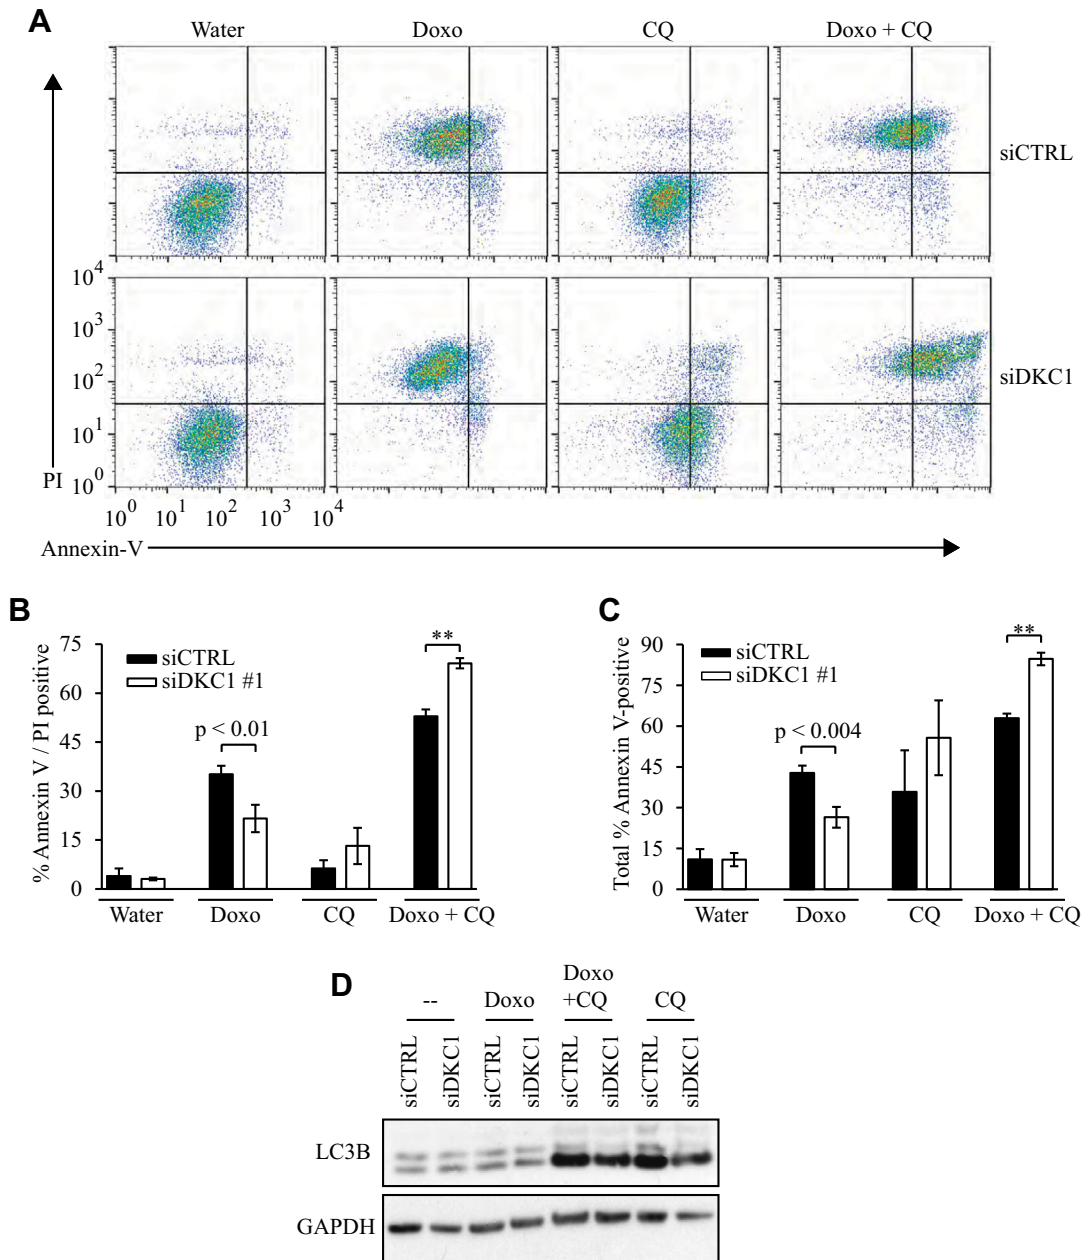 A
Water Doxo CQ Doxo + CQ
siCTRL
10^4
10^3
10^2
10^1
10^0
siDKC1
PI
10^0 10^1 10^2 10^3 10^4
Annexin-V
B
% Annexin V / PI positive
75
60
45
30
15
0
siCTRL
siDKC1 #1
p < 0.01
**
Water Doxo CQ Doxo + CQ
C
Total % Annexin V-positive
90
75
60
45
30
15
0
siCTRL
siDKC1 #1
p < 0.004
**
Water Doxo CQ Doxo + CQ
D
-- Doxo Doxo +CQ CQ
siCTRL siDKC1 siCTRL siDKC1 siCTRL siDKC1 siCTRL siDKC1
LC3B
GAPDH